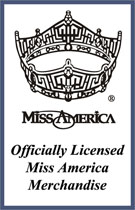 ®
MISS AMERICA
Officially Licensed
Miss America
Merchandise